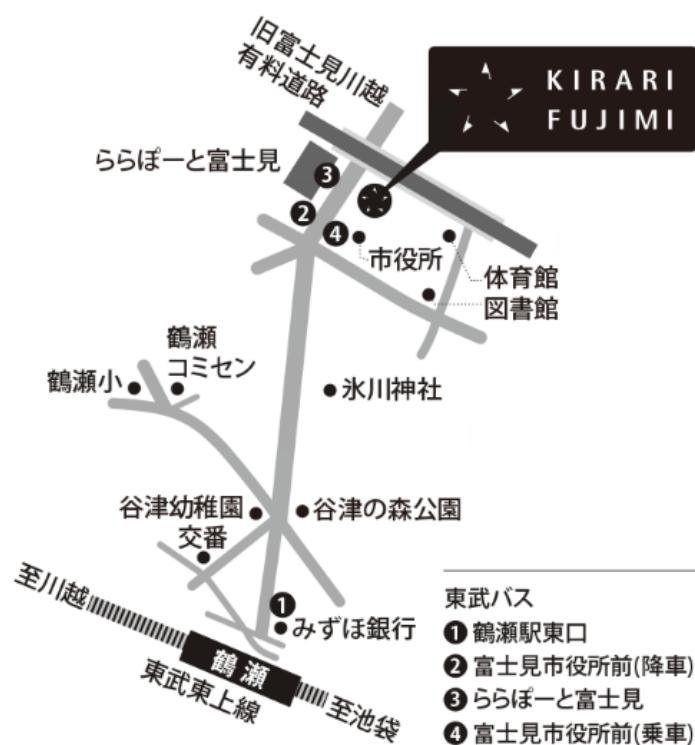 旧富士見川越
有料道路
KIRARI
FUJIMI
ららぽーと富士見
❸
❷
❹
市役所
体育館
図書館
鶴瀬
コミセン
鶴瀬小
氷川神社
谷津幼稚園
谷津の森公園
交番
至川越
❶
みずほ銀行
鶴瀬
東武東上線
至池袋
東武バス
❶鶴瀬駅東口
❷富士見市役所前(降車)
❸ららぽーと富士見
❹富士見市役所前(乗車)